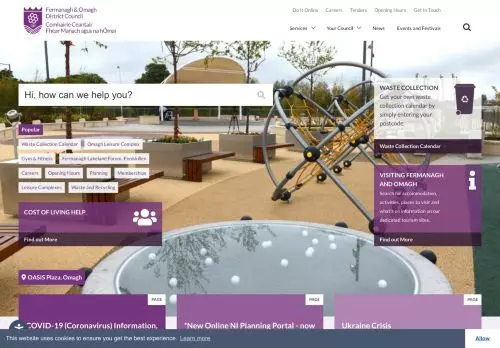 Fermanagh & Omagh
District Council
Comhairle Ceantair
Fhear Manach agus na hÓmaí
Do It Online
Careers
Tenders
Opening Hours
Get In Touch
Services
Your Council
News
Events and Festivals
Hi, how can we help you?
Popular
Waste Collection Calendar
Omagh Leisure Complex
Gyms & Fitness
Fermanagh Lakeland Forum, Enniskillen
Careers
Opening Hours
Planning
Memberships
Leisure Complexes
Waste and Recycling
COST OF LIVING HELP
Find out More
WASTE COLLECTION
Get your own waste
collection calendar by
simply entering your
postcode.
Waste Collection Calendar
VISITING FERMANAGH
AND OMAGH
Search for accommodation,
activities, places to visit and
what's on information on our
dedicated tourism sites.
Find out More
OASIS Plaza, Omagh
PAGE
PAGE
PAGE
COVID-19 (Coronavirus) Information,
*New Online NI Planning Portal - now
Ukraine Crisis
This website uses cookies to ensure you get the best experience. Learn more
Allow